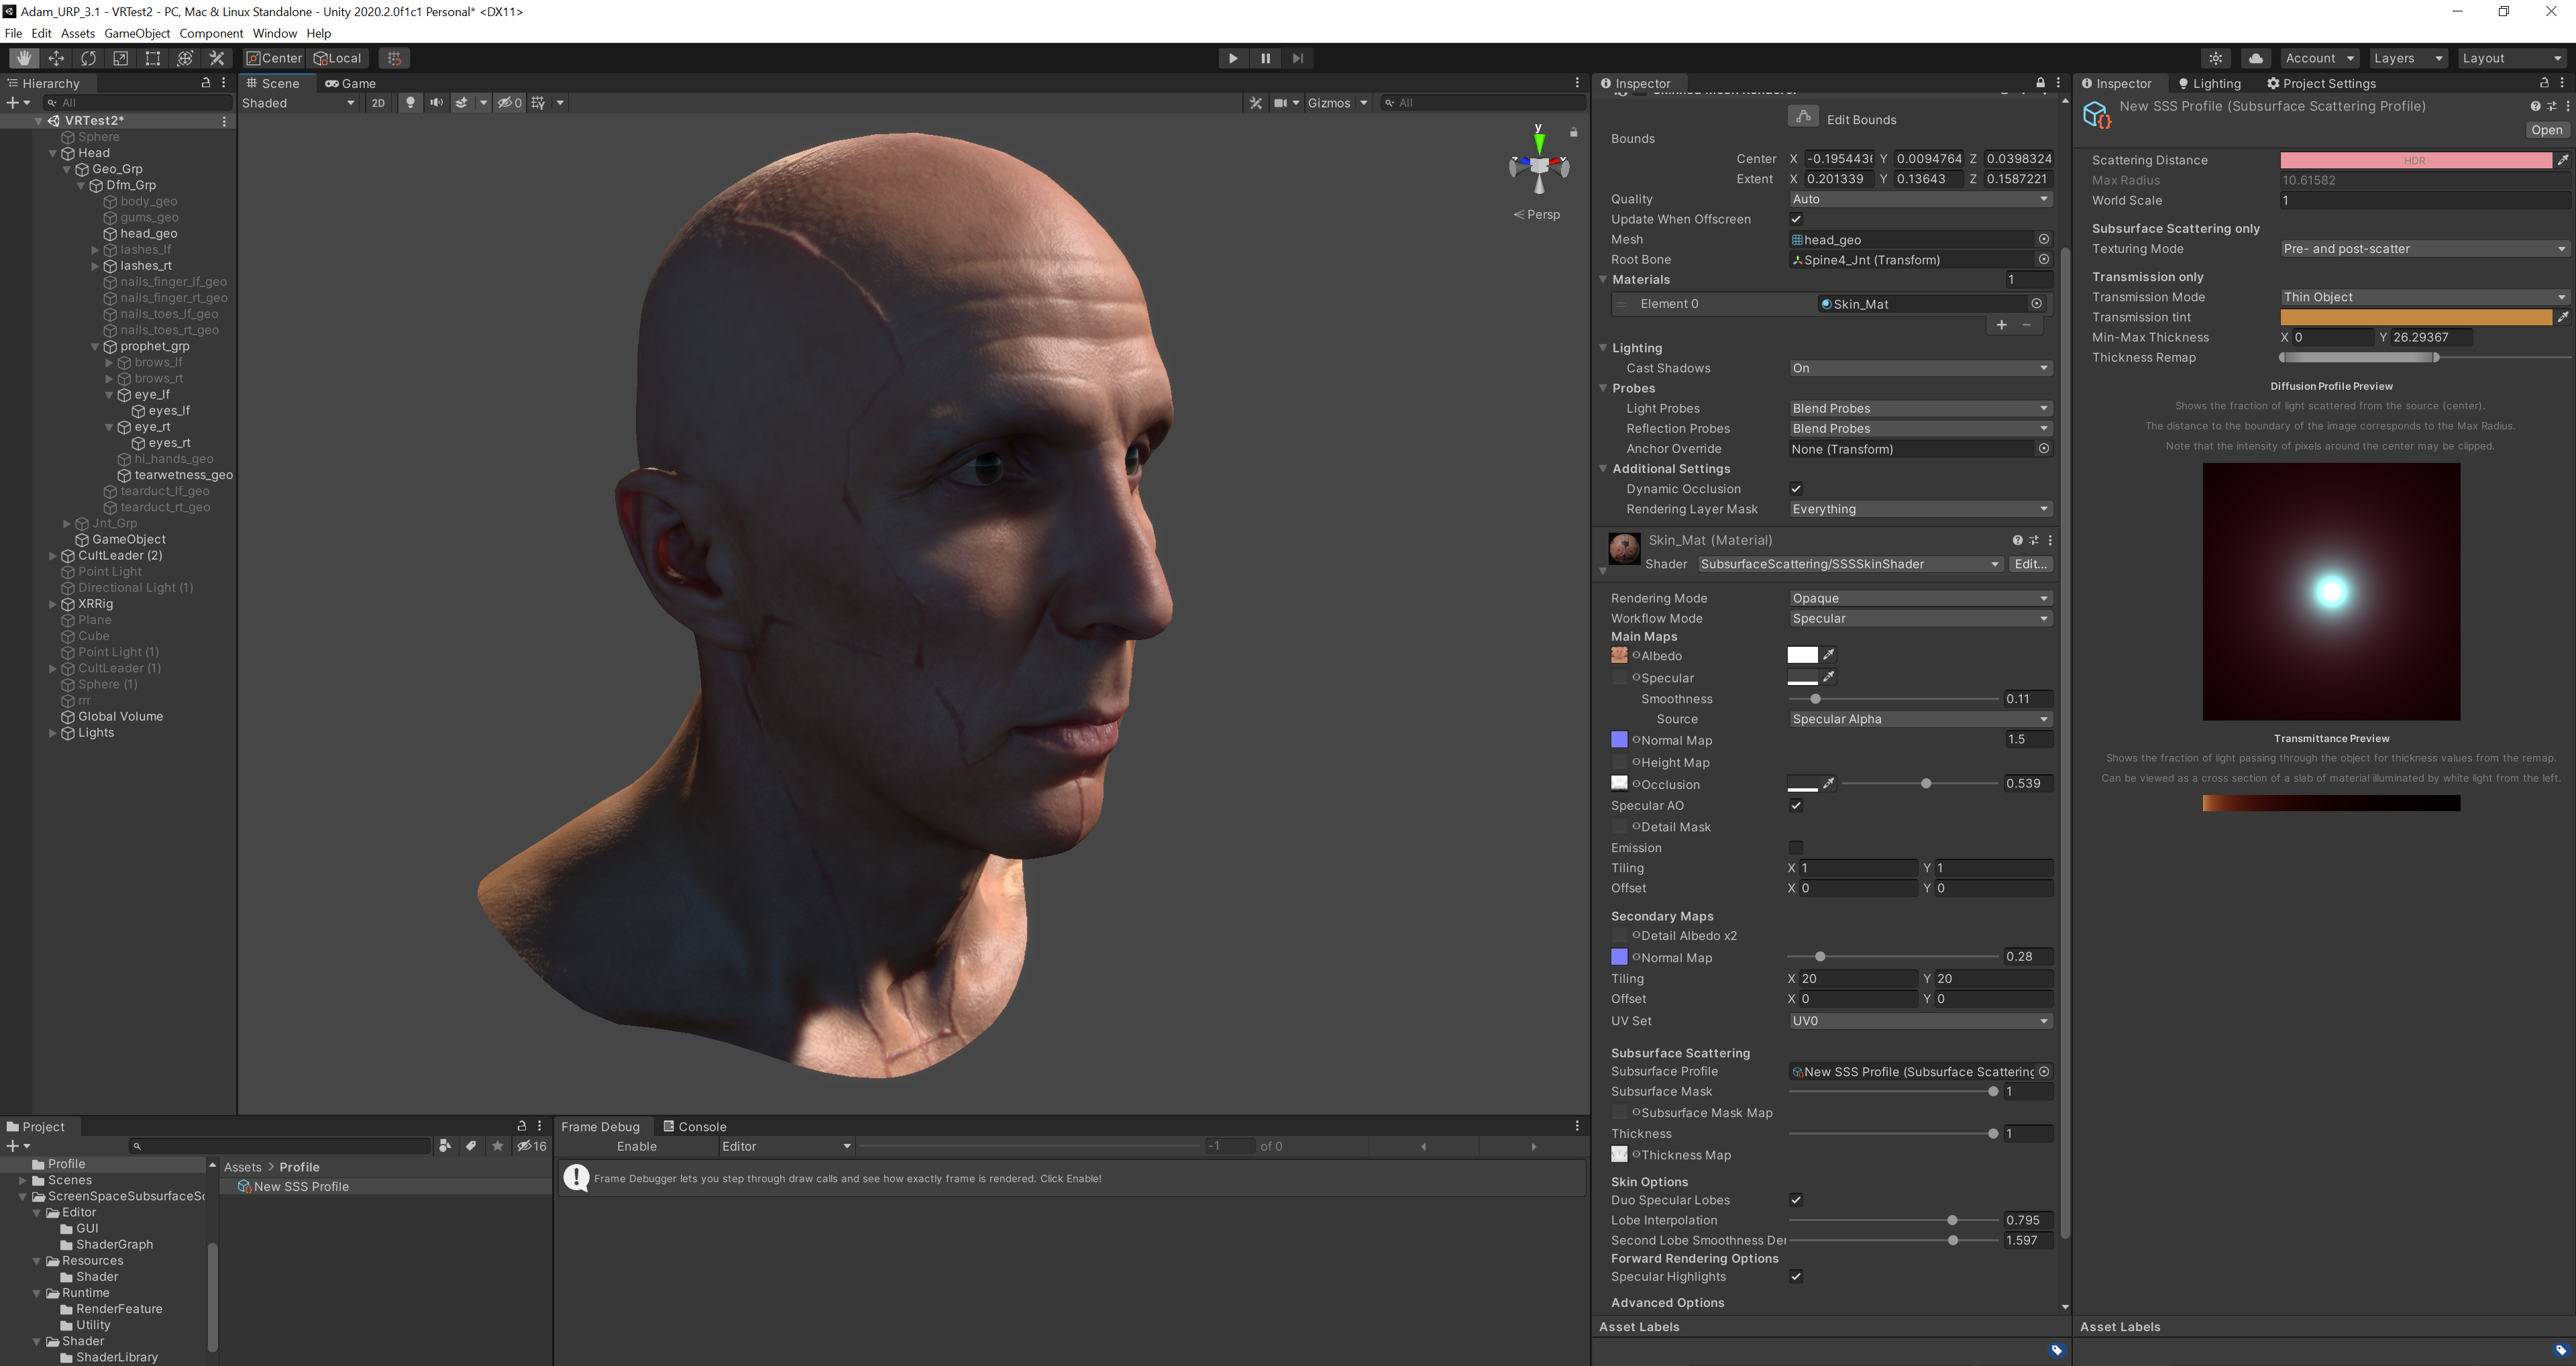 Adam_URP_3.1 - VRTest2 - PC, Mac & Linux Standalone - Unity 2020.2.0f1c1 Personal* <DX11>
File Edit Assets GameObject Component Window Help
Center Local Account Layers Layout
Hierarchy
All
VRTest2*
Sphere
Head
Geo_Grp
Dfm_Grp
body_geo
gums_geo
head_geo
lashes_lf
lashes_rt
nails_finger_lf_geo
nails_finger_rt_geo
nails_toes_lf_geo
nails_toes_rt_geo
prophet_grp
brows_lf
brows_rt
eye_lf
eyes_lf
eye_rt
eyes_rt
hi_hands_geo
tearwetness_geo
tearduct_lf_geo
tearduct_rt_geo
Jnt_Grp
GameObject
CultLeader (2)
Point Light
Directional Light (1)
XRRig
Plane
Cube
Point Light (1)
CultLeader (1)
Sphere (1)
rrr
Global Volume
Lights
Scene Game
Shaded 2D 0 Gizmos All
y
Persp
Project
16
Profile
Scenes
ScreenSpaceSubsurfaceSc
Editor
GUI
ShaderGraph
Resources
Shader
Runtime
RenderFeature
Utility
Shader
ShaderLibrary
Assets > Profile
New SSS Profile
Frame Debug Console
Enable Editor -1 of 0
Frame Debugger lets you step through draw calls and see how exactly frame is rendered. Click Enable!
Inspector
Edit Bounds
Bounds
Center X -0.195443 Y 0.0094764 Z 0.0398324
Extent X 0.201339 Y 0.13643 Z 0.1587221
Quality Auto
Update When Offscreen
Mesh head_geo
Root Bone Spine4_Jnt (Transform)
Materials 1
Element 0 Skin_Mat
Lighting
Cast Shadows On
Probes
Light Probes Blend Probes
Reflection Probes Blend Probes
Anchor Override None (Transform)
Additional Settings
Dynamic Occlusion
Rendering Layer Mask Everything
Skin_Mat (Material)
Shader SubsurfaceScattering/SSSSkinShader Edit...
Rendering Mode Opaque
Workflow Mode Specular
Main Maps
Albedo
Specular
Smoothness 0.11
Source Specular Alpha
Normal Map 1.5
Height Map
Occlusion 0.539
Specular AO
Detail Mask
Emission
Tiling X 1 Y 1
Offset X 0 Y 0
Secondary Maps
Detail Albedo x2
Normal Map 0.28
Tiling X 20 Y 20
Offset X 0 Y 0
UV Set UV0
Subsurface Scattering
Subsurface Profile New SSS Profile (Subsurface Scattering
Subsurface Mask 1
Subsurface Mask Map
Thickness 1
Thickness Map
Skin Options
Duo Specular Lobes
Lobe Interpolation 0.795
Second Lobe Smoothness Der 1.597
Forward Rendering Options
Specular Highlights
Advanced Options
Asset Labels
Inspector Lighting Project Settings
New SSS Profile (Subsurface Scattering Profile)
Open
Scattering Distance HDR
Max Radius 10.61582
World Scale 1
Subsurface Scattering only
Texturing Mode Pre- and post-scatter
Transmission only
Transmission Mode Thin Object
Transmission tint
Min-Max Thickness X 0 Y 26.29367
Thickness Remap
Diffusion Profile Preview
Shows the fraction of light scattered from the source (center).
The distance to the boundary of the image corresponds to the Max Radius.
Note that the intensity of pixels around the center may be clipped.
Transmittance Preview
Shows the fraction of light passing through the object for thickness values from the remap.
Can be viewed as a cross section of a slab of material illuminated by white light from the left.
Asset Labels